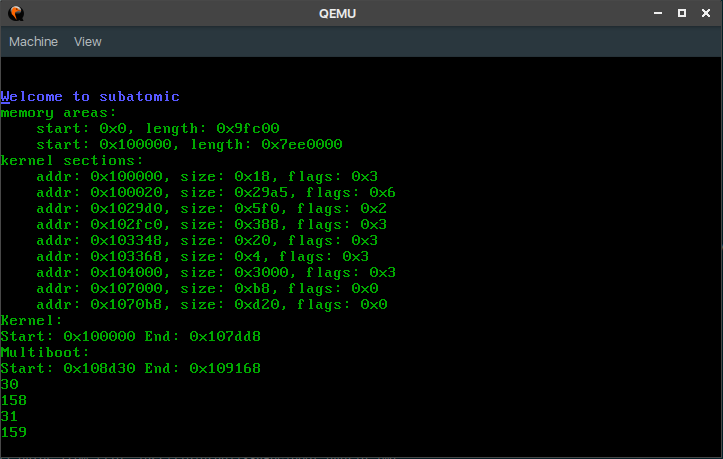 QEMU
Machine View
Welcome to subatomic
memory areas:
    start: 0x0, length: 0x9fc00
    start: 0x100000, length: 0x7ee0000
kernel sections:
    addr: 0x100000, size: 0x18, flags: 0x3
    addr: 0x100020, size: 0x29a5, flags: 0x6
    addr: 0x1029d0, size: 0x5f0, flags: 0x2
    addr: 0x102fc0, size: 0x388, flags: 0x3
    addr: 0x103348, size: 0x20, flags: 0x3
    addr: 0x103368, size: 0x4, flags: 0x3
    addr: 0x104000, size: 0x3000, flags: 0x3
    addr: 0x107000, size: 0xb8, flags: 0x0
    addr: 0x1070b8, size: 0xd20, flags: 0x0
Kernel:
Start: 0x100000 End: 0x107dd8
Multiboot:
Start: 0x108d30 End: 0x109168
30
158
31
159